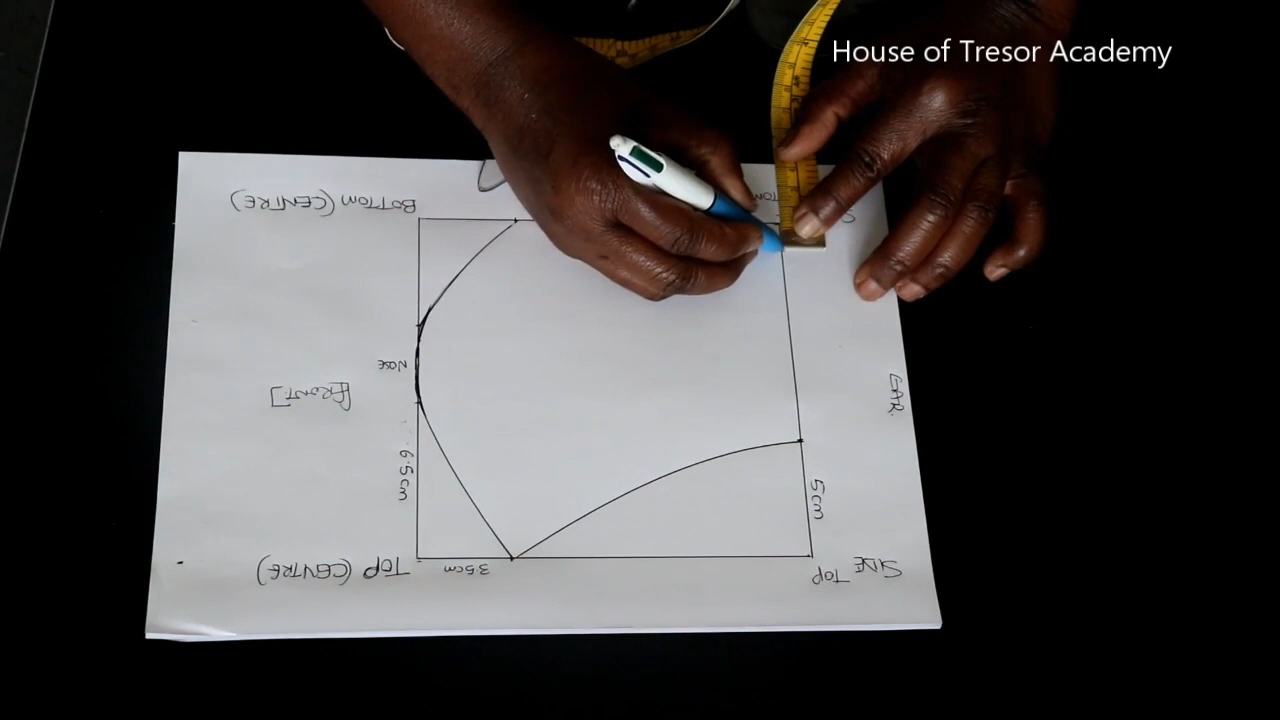 House of Tresor Academy
BOTTOM (CENTRE)
NOSE
[FRONT]
EAR.
6.5cm
5cm
TOP (CENTRE)
3.5cm
SIDE TOP